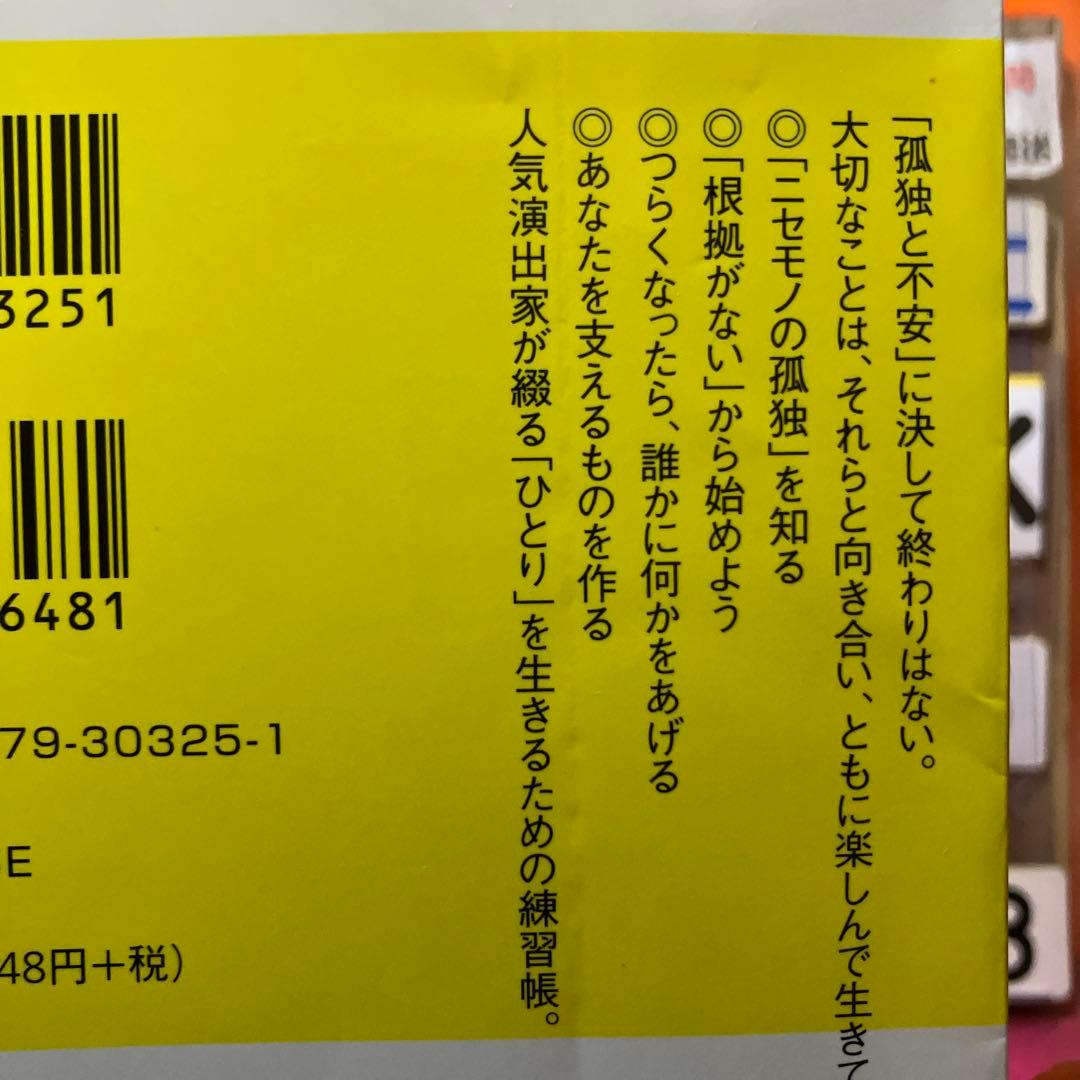 「孤独と不安」に決して終わりはない。
大切なことは、それらと向き合い、ともに楽しんで生きて
◎「ニセモノの孤独」を知る
◎「根拠がない」から始めよう
◎つらくなったら、誰かに何かをあげる
◎あなたを支えるものを作る
人気演出家が綴る「ひとり」を生きるための練習帳。
3251
6481
79-30325-1
E
48円+税)